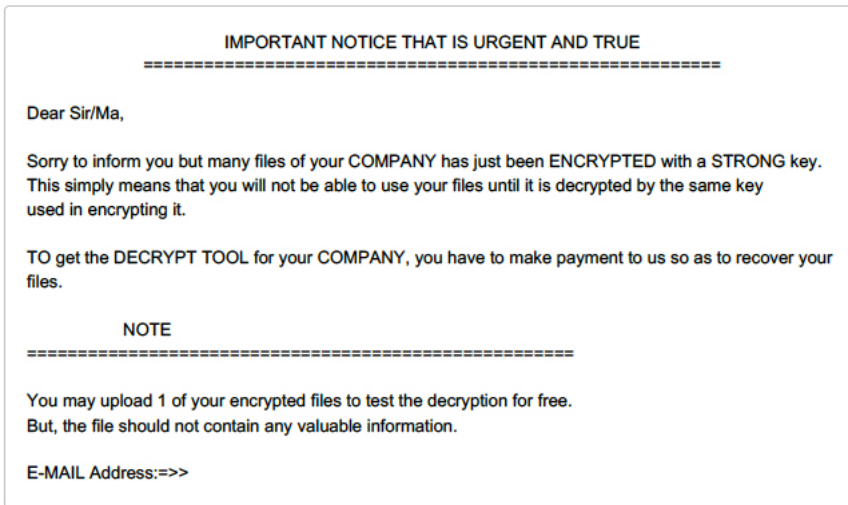 IMPORTANT NOTICE THAT IS URGENT AND TRUE
=========================================================
Dear Sir/Ma,
Sorry to inform you but many files of your COMPANY has just been ENCRYPTED with a STRONG key.
This simply means that you will not be able to use your files until it is decrypted by the same key
used in encrypting it.
TO get the DECRYPT TOOL for your COMPANY, you have to make payment to us so as to recover your
files.
NOTE
======================================================
You may upload 1 of your encrypted files to test the decryption for free.
But, the file should not contain any valuable information.
E-MAIL Address:=>>